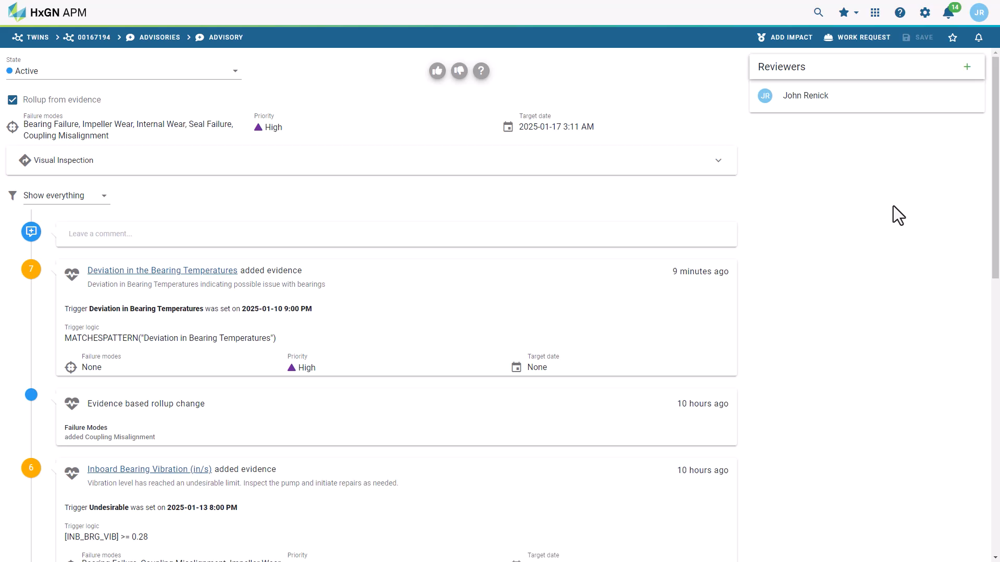 HxGN APM
14
JR
TWINS > 00167194 > ADVISORIES > ADVISORY
ADD IMPACT
WORK REQUEST
SAVE
State
Active
?
Reviewers
+
JR
John Renick
Rollup from evidence
Failure modes
Bearing Failure, Impeller Wear, Internal Wear, Seal Failure,
Coupling Misalignment
Priority
High
Target date
2025-01-17 3:11 AM
Visual Inspection
Show everything
Leave a comment...
7
Deviation in the Bearing Temperatures added evidence
9 minutes ago
Deviation in Bearing Temperatures indicating possible issue with bearings
Trigger Deviation in Bearing Temperatures was set on 2025-01-10 9:00 PM
Trigger logic
MATCHESPATTERN("Deviation in Bearing Temperatures")
Failure modes
None
Priority
High
Target date
None
Evidence based rollup change
10 hours ago
Failure Modes
added Coupling Misalignment
6
Inboard Bearing Vibration (in/s) added evidence
10 hours ago
Vibration level has reached an undesirable limit. Inspect the pump and initiate repairs as needed.
Trigger Undesirable was set on 2025-01-13 8:00 PM
Trigger logic
[INB_BRG_VIB] >= 0.28
Failure modes
Bearing Failure, Coupling Misalignment, Impeller Wear,
Priority
Target date